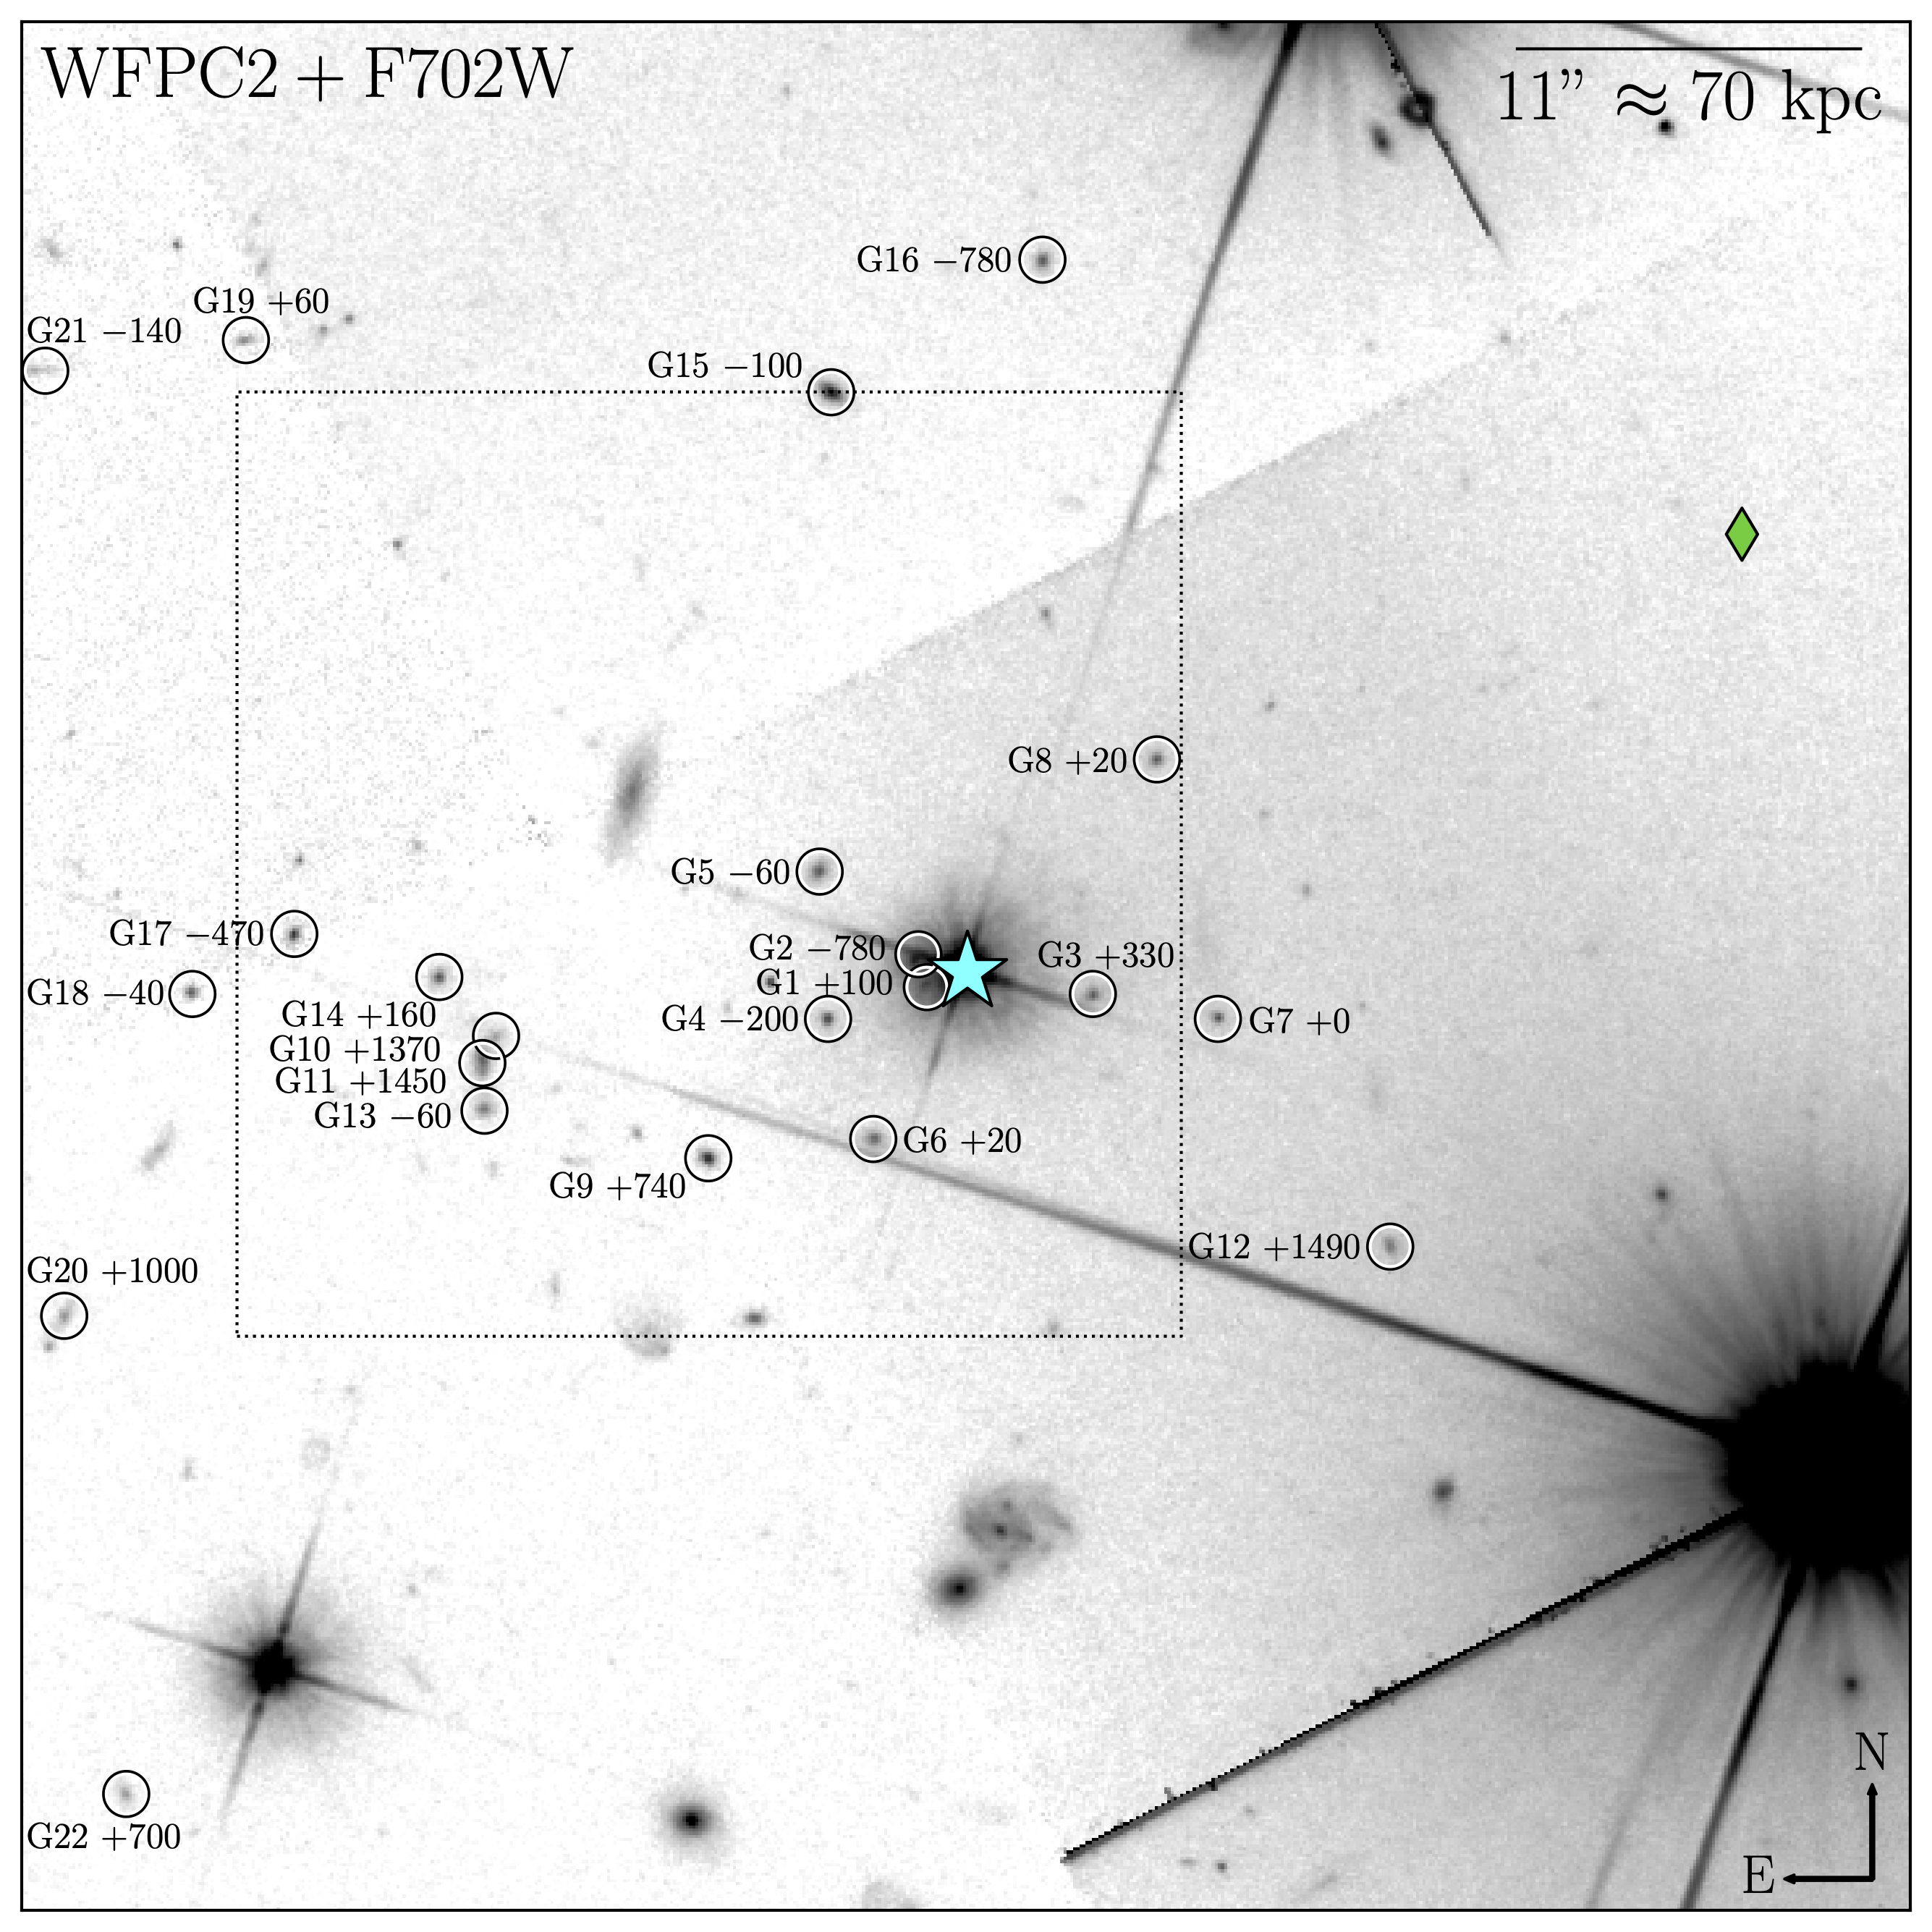 WFPC2 + F702W
11” ≈ 70 kpc
G16 −780
G19 +60
G21 −140
G15 −100
G8 +20
G5 −60
G17 −470
G2 −780
G3 +330
G1 +100
G18 −40
G14 +160
G4 −200
G7 +0
G10 +1370
G11 +1450
G13 −60
G6 +20
G9 +740
G12 +1490
G20 +1000
N
G22 +700
E